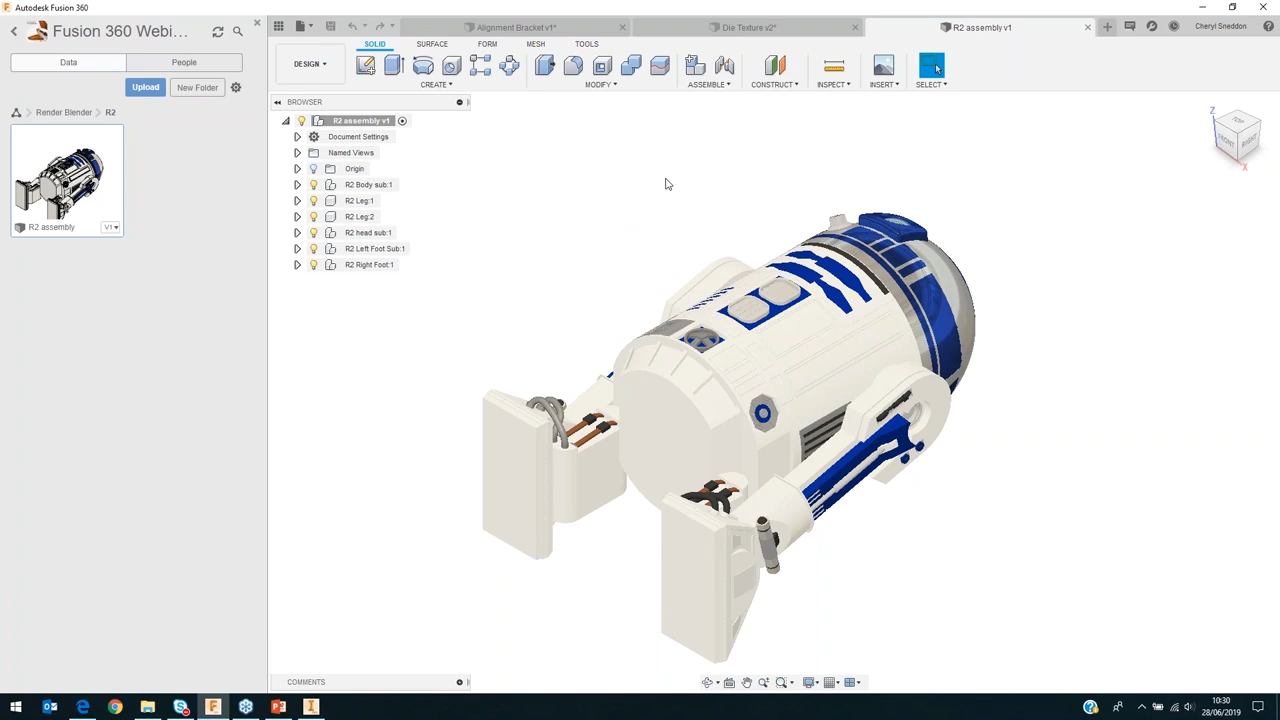 Autodesk Fusion 360
Fusion 360 Webi...
Data
People
Upload
New Folder
Render Blender
R2
R2 assembly
V1
Alignment Bracket v1*
Die Texture v2*
R2 assembly v1
Cheryl Sneddon
DESIGN
SOLID
SURFACE
FORM
MESH
TOOLS
CREATE
MODIFY
ASSEMBLE
CONSTRUCT
INSPECT
INSERT
SELECT
BROWSER
R2 assembly v1
Document Settings
Named Views
Origin
R2 Body sub:1
R2 Leg:1
R2 Leg:2
R2 head sub:1
R2 Left Foot Sub:1
R2 Right Foot:1
Z
TOP
FRONT
RIGHT
X
COMMENTS
10:30
28/06/2019